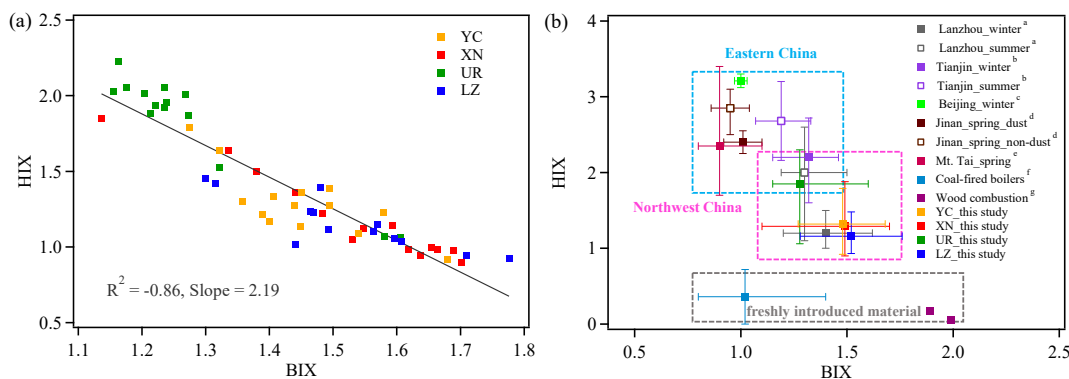 (a)
2.5
2.0
1.5
1.0
0.5
HIX
YC
XN
UR
LZ
R² = -0.86, Slope = 2.19
1.1 1.2 1.3 1.4 1.5 1.6 1.7 1.8
BIX
(b)
4
3
2
1
0
HIX
Eastern China
Northwest China
freshly introduced material
Lanzhou_winter ᵃ
Lanzhou_summer ᵃ
Tianjin_winter ᵇ
Tianjin_summer ᵇ
Beijing_winter ᶜ
Jinan_spring_dust ᵈ
Jinan_spring_non-dust ᵈ
Mt. Tai_spring ᵉ
Coal-fired boilers ᶠ
Wood combustion ᵍ
YC_this study
XN_this study
UR_this study
LZ_this study
0.5 1.0 1.5 2.0 2.5
BIX